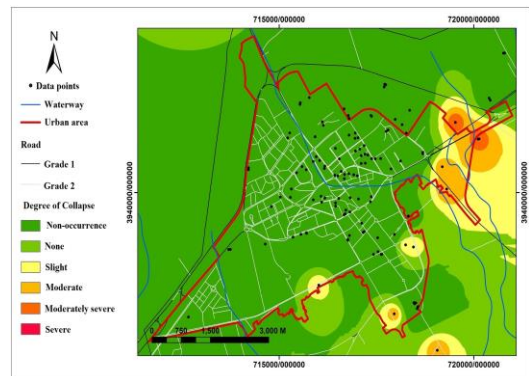 N
Data points
Waterway
Urban area
Road
Grade 1
Grade 2
Degree of Collapse
Non-occurrence
None
Slight
Moderate
Moderately severe
Severe
715000/000000
720000/000000
3940000/000000
3940000/000000
0 750 1,500 3,000 M
715000/000000
720000/000000